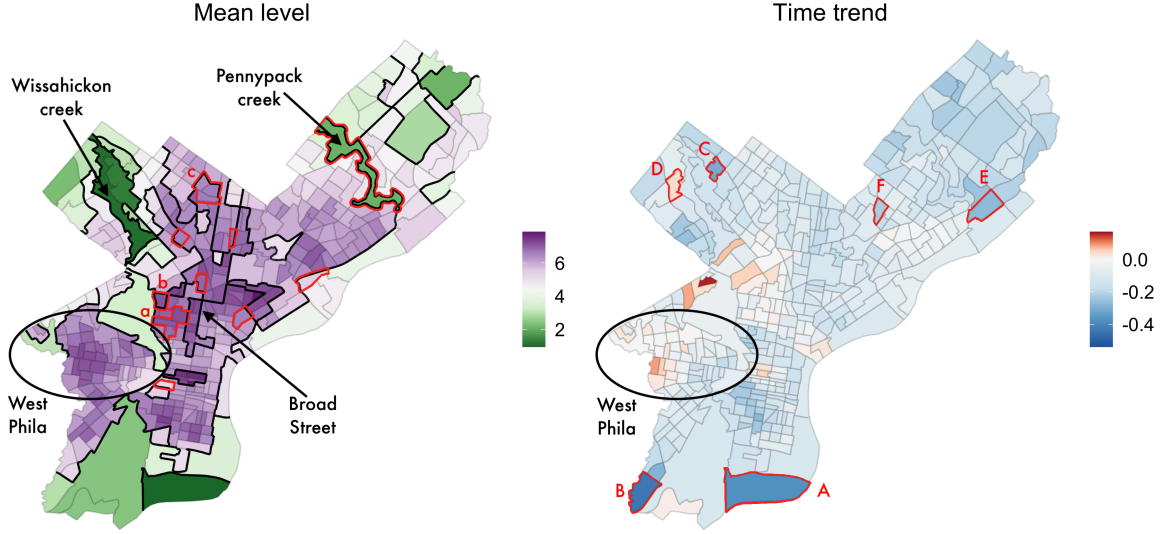 Mean level
Wissahickon
creek
Pennypack
creek
c
b
a
West
Phila
Broad
Street
6
4
2
Time trend
C
D
F
E
West
Phila
B
A
0.0
-0.2
-0.4